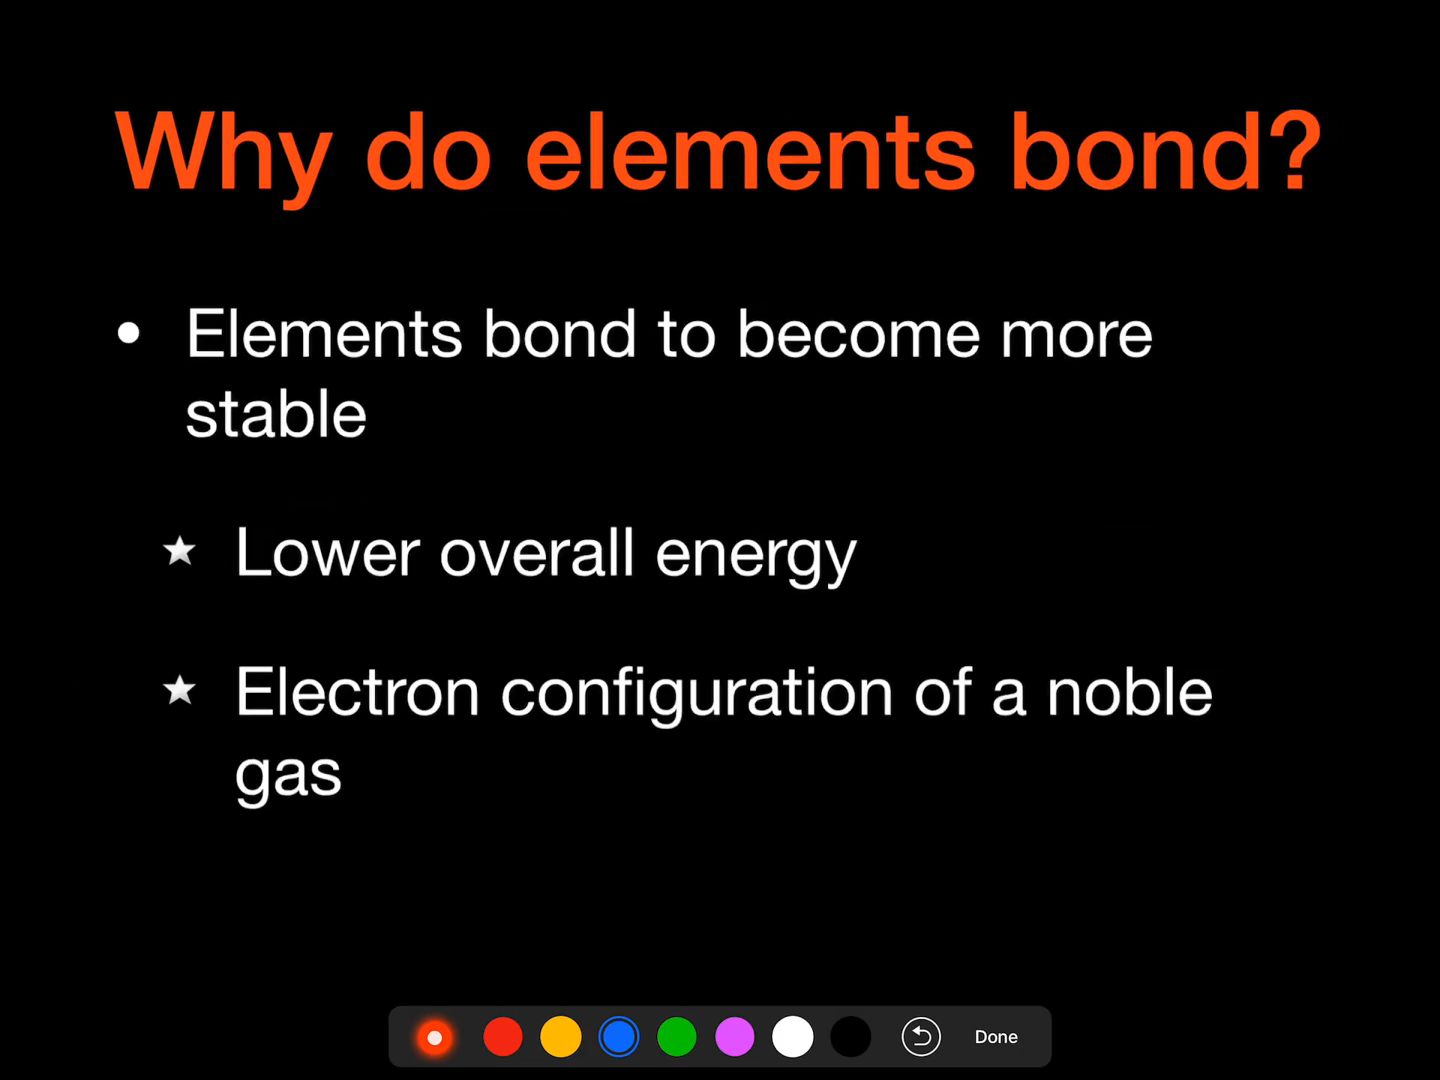 Why do elements bond?
• Elements bond to become more
stable
★ Lower overall energy
★ Electron configuration of a noble
gas
Done